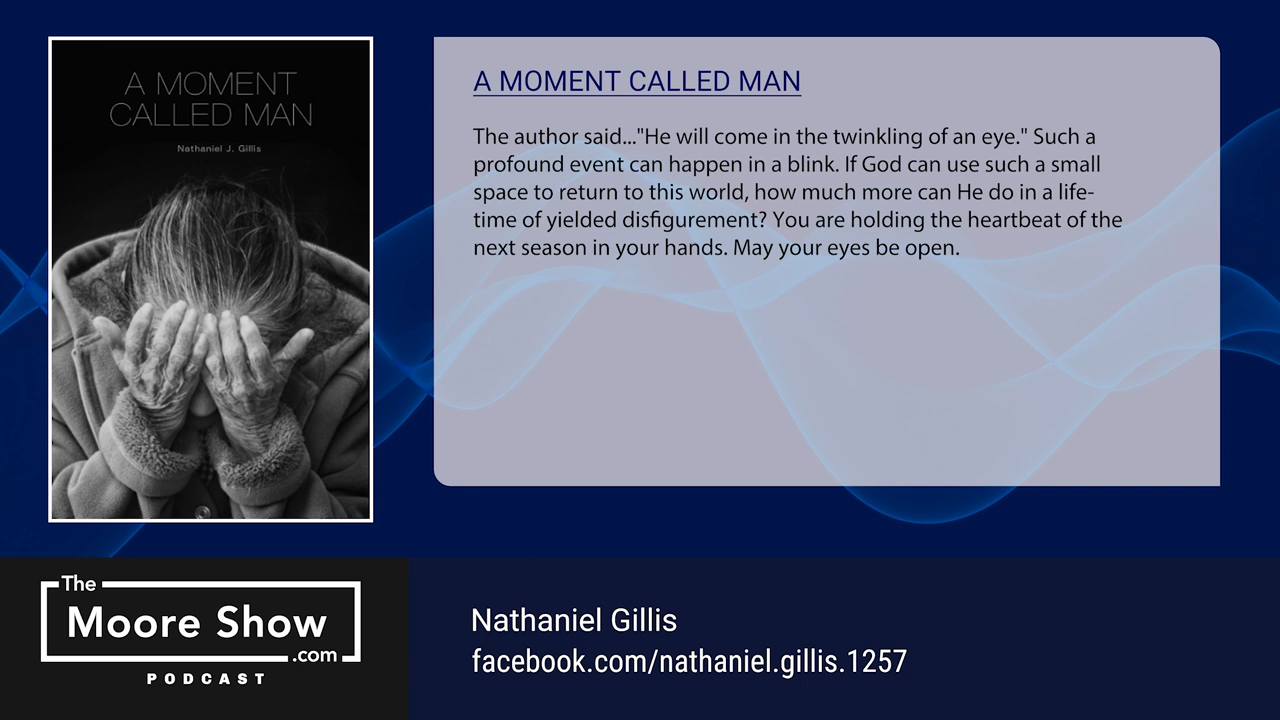 A MOMENT
CALLED MAN
Nathaniel J. Gillis
A MOMENT CALLED MAN
The author said..."He will come in the twinkling of an eye." Such a
profound event can happen in a blink. If God can use such a small
space to return to this world, how much more can He do in a life-
time of yielded disfigurement? You are holding the heartbeat of the
next season in your hands. May your eyes be open.
The
Moore Show
.com
PODCAST
Nathaniel Gillis
facebook.com/nathaniel.gillis.1257